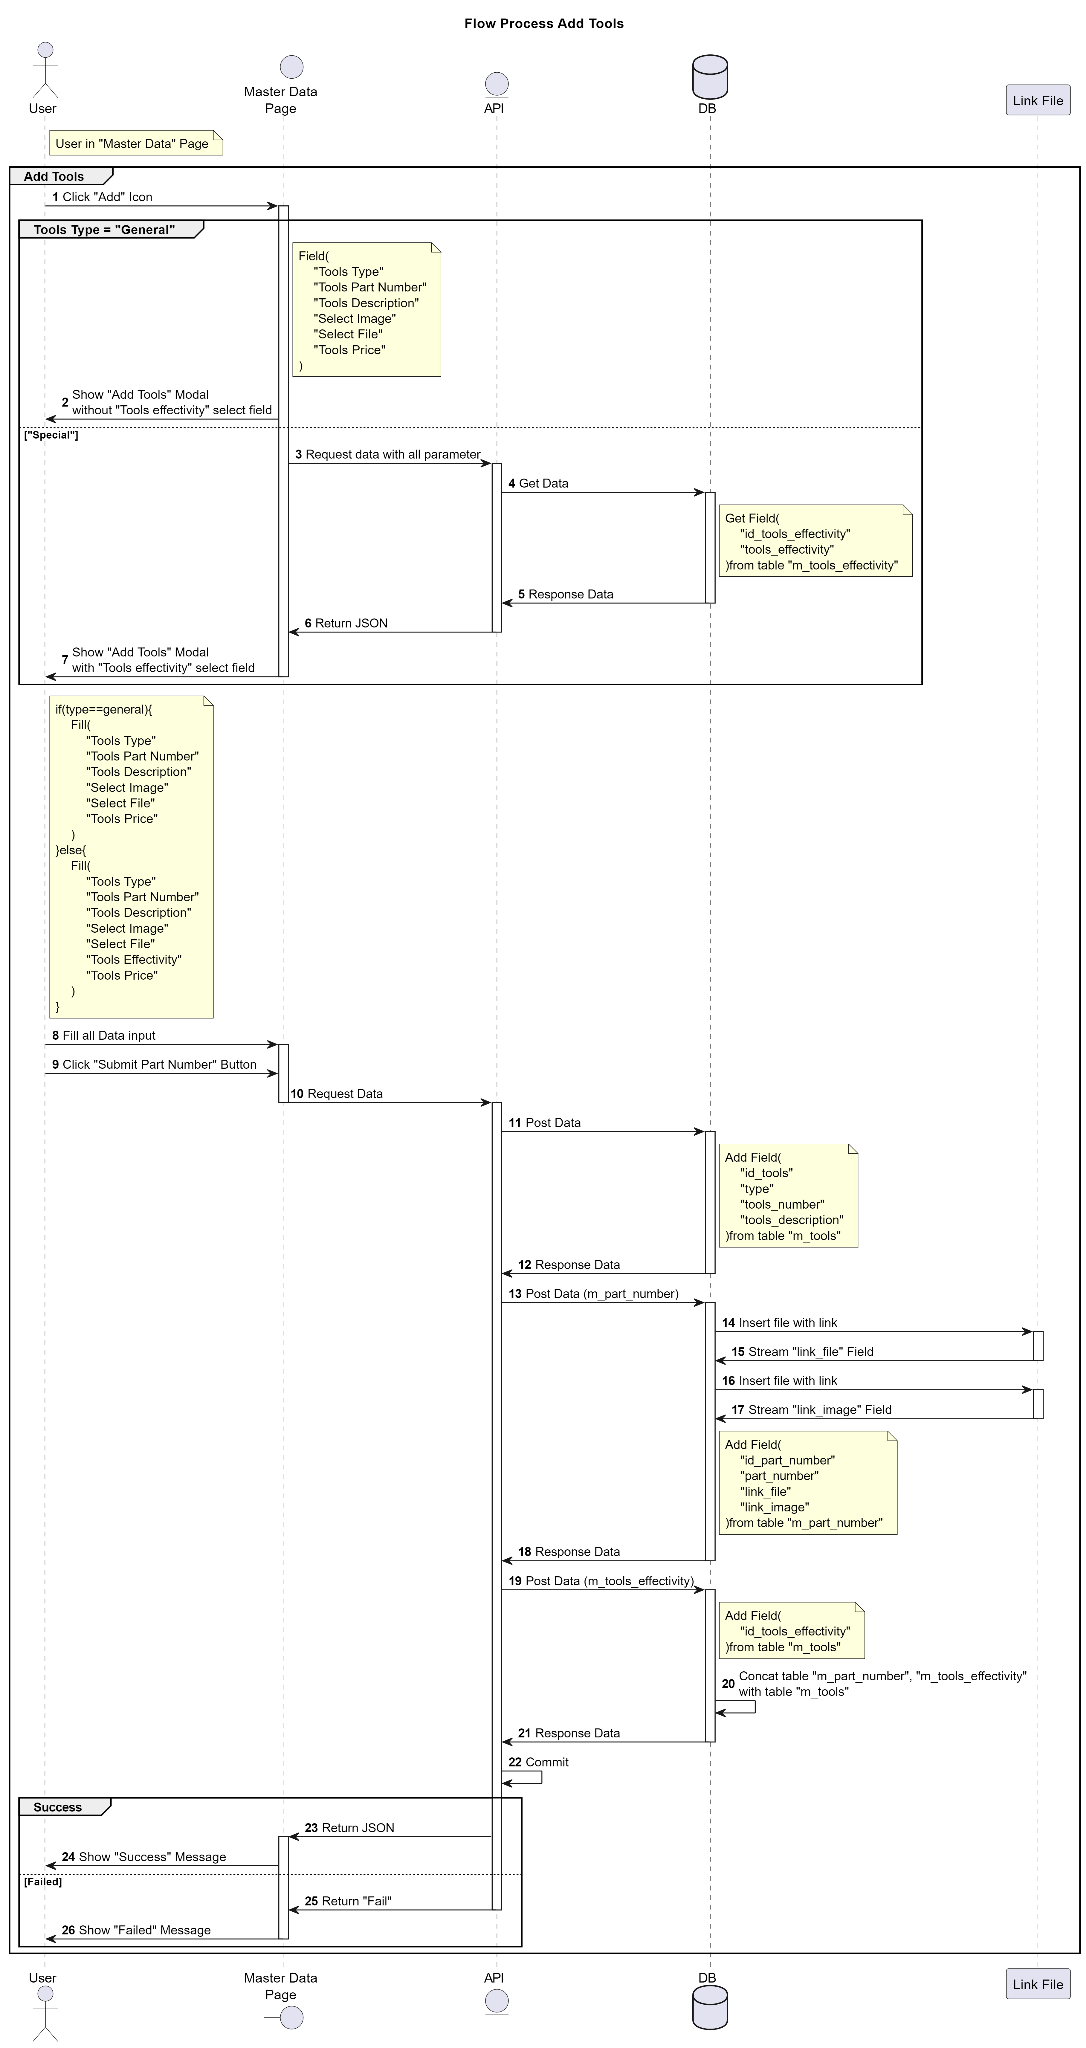 Flow Process Add Tools
User
Master Data
Page
API
DB
Link File
User in "Master Data" Page
Add Tools
1 Click "Add" Icon
Tools Type = "General"
Field(
"Tools Type"
"Tools Part Number"
"Tools Description"
"Select Image"
"Select File"
"Tools Price"
)
2 Show "Add Tools" Modal
without "Tools effectivity" select field
["Special"]
3 Request data with all parameter
4 Get Data
Get Field(
"id_tools_effectivity"
"tools_effectivity"
)from table "m_tools_effectivity"
5 Response Data
6 Return JSON
7 Show "Add Tools" Modal
with "Tools effectivity" select field
if(type==general){
Fill(
"Tools Type"
"Tools Part Number"
"Tools Description"
"Select Image"
"Select File"
"Tools Price"
)
}else{
Fill(
"Tools Type"
"Tools Part Number"
"Tools Description"
"Select Image"
"Select File"
"Tools Effectivity"
"Tools Price"
)
}
8 Fill all Data input
9 Click "Submit Part Number" Button
10 Request Data
11 Post Data
Add Field(
"id_tools"
"type"
"tools_number"
"tools_description"
)from table "m_tools"
12 Response Data
13 Post Data (m_part_number)
14 Insert file with link
15 Stream "link_file" Field
16 Insert file with link
17 Stream "link_image" Field
Add Field(
"id_part_number"
"part_number"
"link_file"
"link_image"
)from table "m_part_number"
18 Response Data
19 Post Data (m_tools_effectivity)
Add Field(
"id_tools_effectivity"
)from table "m_tools"
20 Concat table "m_part_number", "m_tools_effectivity"
with table "m_tools"
21 Response Data
22 Commit
Success
23 Return JSON
24 Show "Success" Message
[Failed]
25 Return "Fail"
26 Show "Failed" Message
User
Master Data
Page
API
DB
Link File